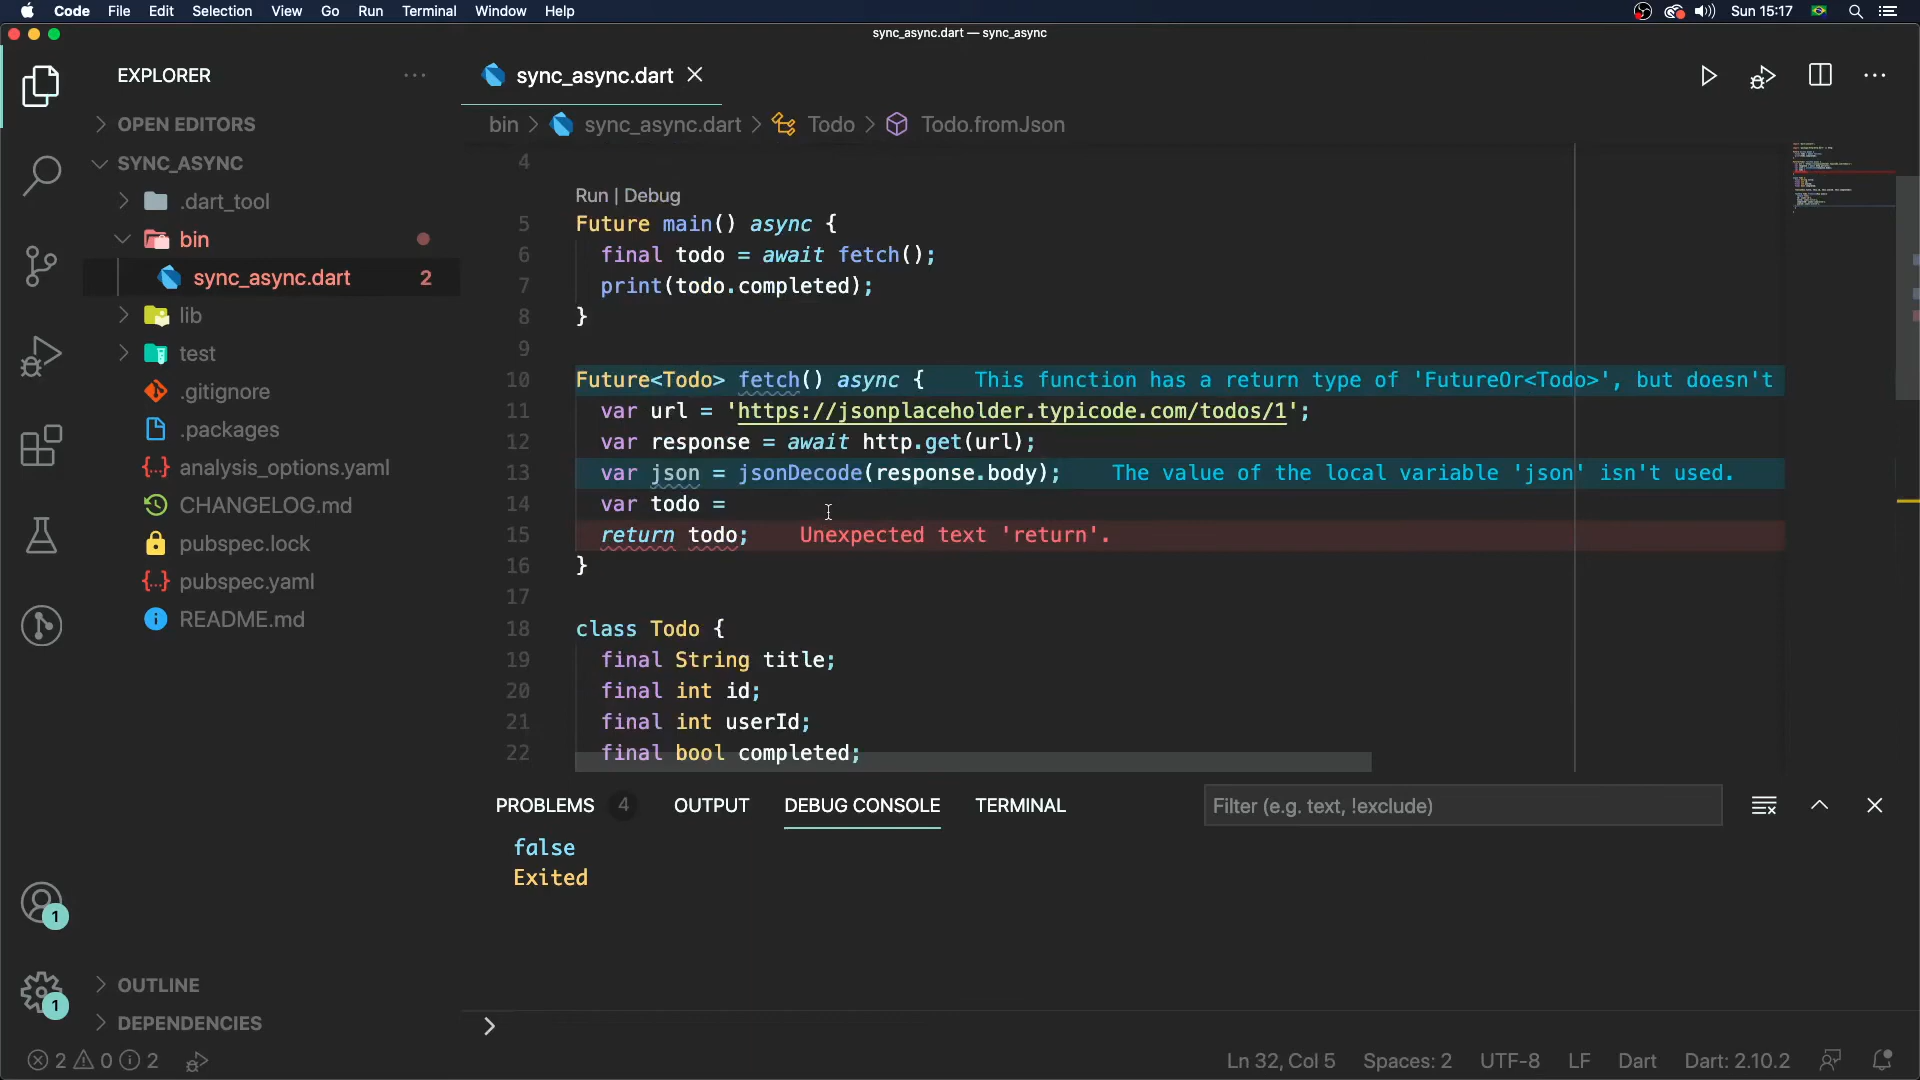 Code File Edit Selection View Go Run Terminal Window Help Sun 15:17
sync_async.dart — sync_async
EXPLORER
OPEN EDITORS
SYNC_ASYNC
.dart_tool
bin
sync_async.dart 2
lib
test
.gitignore
.packages
analysis_options.yaml
CHANGELOG.md
pubspec.lock
pubspec.yaml
README.md
OUTLINE
DEPENDENCIES
1
1
sync_async.dart
bin > sync_async.dart > Todo > Todo.fromJson
4
Run | Debug
5 Future main() async {
6 final todo = await fetch();
7 print(todo.completed);
8 }
9
10 Future<Todo> fetch() async { This function has a return type of 'FutureOr<Todo>', but doesn't
11 var url = 'https://jsonplaceholder.typicode.com/todos/1';
12 var response = await http.get(url);
13 var json = jsonDecode(response.body); The value of the local variable 'json' isn't used.
14 var todo =
15 return todo; Unexpected text 'return'.
16 }
17
18 class Todo {
19 final String title;
20 final int id;
21 final int userId;
22 final bool completed;
PROBLEMS 4 OUTPUT DEBUG CONSOLE TERMINAL Filter (e.g. text, !exclude)
false
Exited
>
2 0 2 Ln 32, Col 5 Spaces: 2 UTF-8 LF Dart Dart: 2.10.2